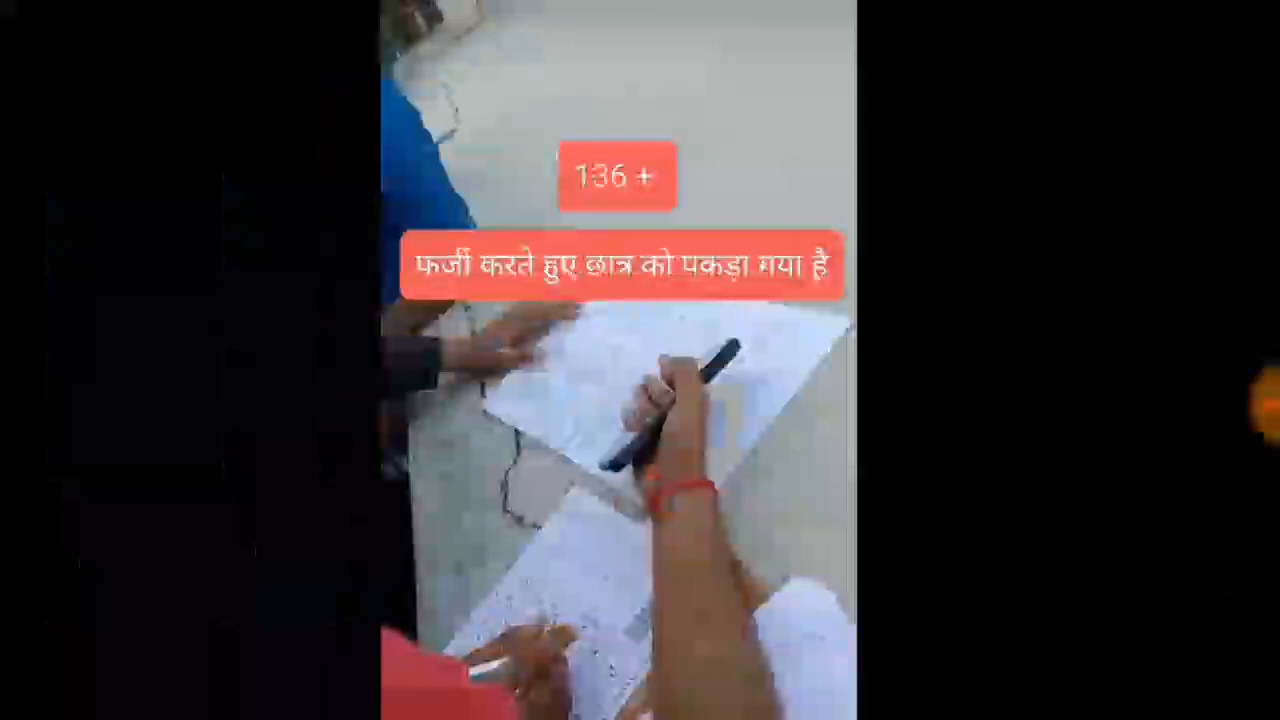 136 +
फर्जी करते हुए छात्र को पकड़ा गया है